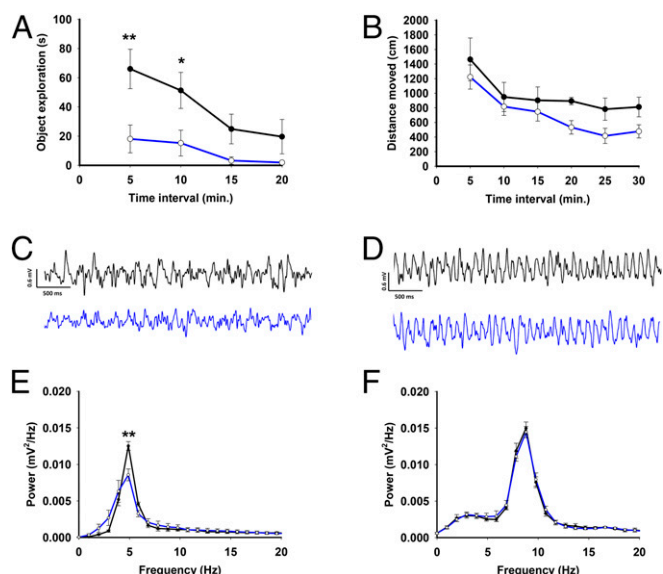 A
Object exploration (s)
100
80
60
40
20
0
**
*
0 5 10 15 20
Time interval (min.)
B
Distance moved (cm)
2000
1800
1600
1400
1200
1000
800
600
400
200
0
0 5 10 15 20 25 30
Time interval (min.)
C
0.6 mV
500 ms
D
0.6 mV
500 ms
E
Power (mV²/Hz)
0.020
0.015
0.010
0.005
0.000
**
0 5 10 15 20
Frequency (Hz)
F
Power (mV²/Hz)
0.020
0.015
0.010
0.005
0.000
0 5 10 15 20
Frequency (Hz)